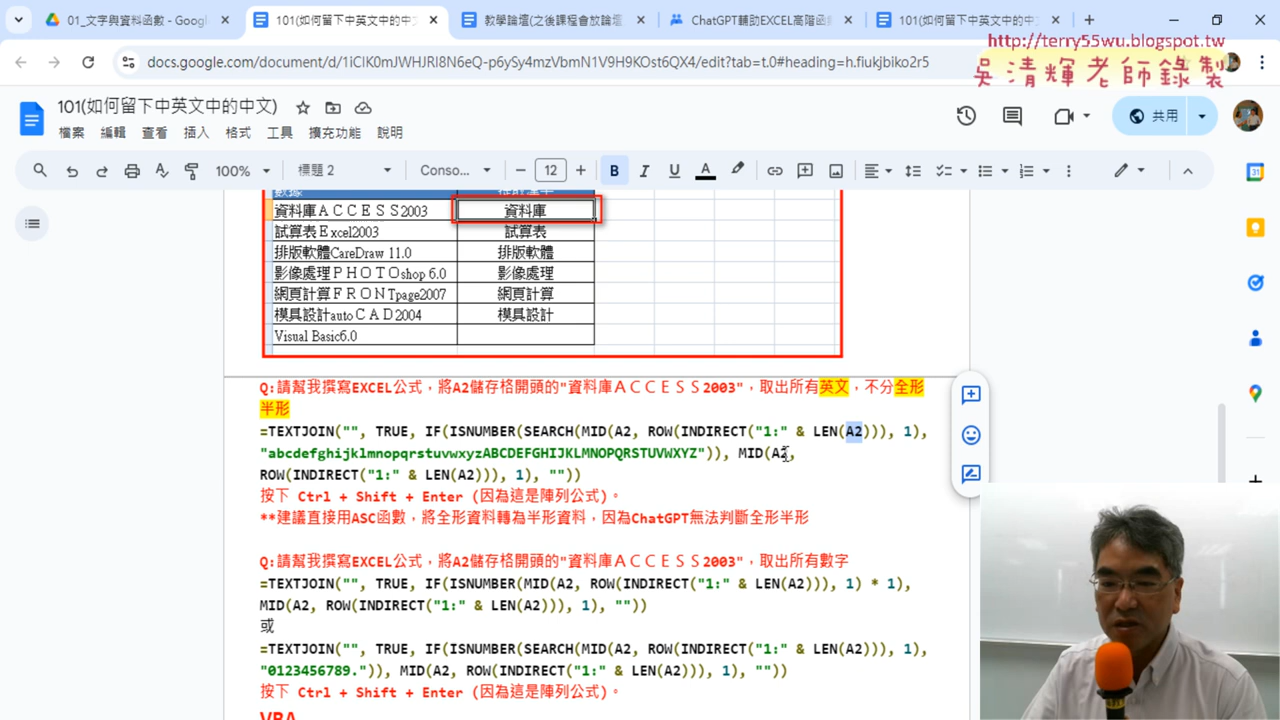 01_文字與資料函數 - Googl
101(如何留下中英文中的中
教學論壇(之後課程會放論壇
ChatGPT輔助EXCEL高階函
101(如何留下中英文中的中
http://terry55wu.blogspot.tw
docs.google.com/document/d/1iCIK0mJWHJRI8N6eQ-p6ySy4mzVbmN1V9H9KOst6QX4/edit?tab=t.0#heading=h.fiukjbiko2r5
吳清輝老師錄製
101(如何留下中英文中的中文)
檔案 編輯 查看 插入 格式 工具 擴充功能 說明
共用
100% 標題 2 Conso... 12 B I U A
資料庫ＡＣＣＥＳＳ2003 資料庫
試算表Ｅxcel2003 試算表
排版軟體CareDraw 11.0 排版軟體
影像處理ＰＨＯＴＯshop 6.0 影像處理
網頁計算ＦＲＯＮＴpage2007 網頁計算
模具設計autoＣＡＤ2004 模具設計
Visual Basic6.0
Q:請幫我撰寫EXCEL公式，將A2儲存格開頭的"資料庫ＡＣＣＥＳＳ2003"，取出所有英文，不分全形
半形
=TEXTJOIN("", TRUE, IF(ISNUMBER(SEARCH(MID(A2, ROW(INDIRECT("1:" & LEN(A2))), 1),
"abcdefghijklmnopqrstuvwxyzABCDEFGHIJKLMNOPQRSTUVWXYZ")), MID(A2,
ROW(INDIRECT("1:" & LEN(A2))), 1), ""))
按下 Ctrl + Shift + Enter (因為這是陣列公式)。
**建議直接用ASC函數，將全形資料轉為半形資料，因為ChatGPT無法判斷全形半形
Q:請幫我撰寫EXCEL公式，將A2儲存格開頭的"資料庫ＡＣＣＥＳＳ2003"，取出所有數字
=TEXTJOIN("", TRUE, IF(ISNUMBER(MID(A2, ROW(INDIRECT("1:" & LEN(A2))), 1) * 1),
MID(A2, ROW(INDIRECT("1:" & LEN(A2))), 1), ""))
或
=TEXTJOIN("", TRUE, IF(ISNUMBER(SEARCH(MID(A2, ROW(INDIRECT("1:" & LEN(A2))), 1),
"0123456789.")), MID(A2, ROW(INDIRECT("1:" & LEN(A2))), 1), ""))
按下 Ctrl + Shift + Enter (因為這是陣列公式)。
VBA